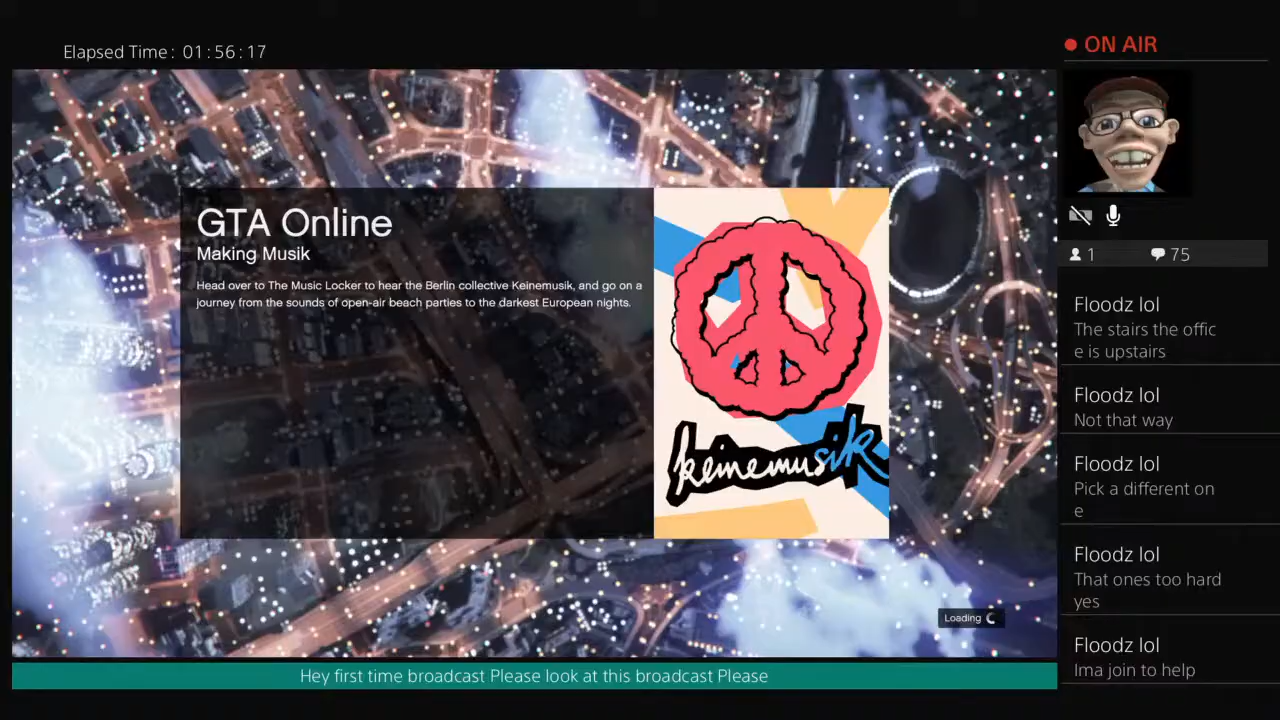 Elapsed Time: 01:56:17
ON AIR
GTA Online
Making Musik
Head over to The Music Locker to hear the Berlin collective Keinemusik, and go on a
journey from the sounds of open-air beach parties to the darkest European nights.
keinemusik
Loading
1
75
Floodz lol
The stairs the offic
e is upstairs
Floodz lol
Not that way
Floodz lol
Pick a different on
e
Floodz lol
That ones too hard
yes
Floodz lol
Ima join to help
Hey first time broadcast Please look at this broadcast Please